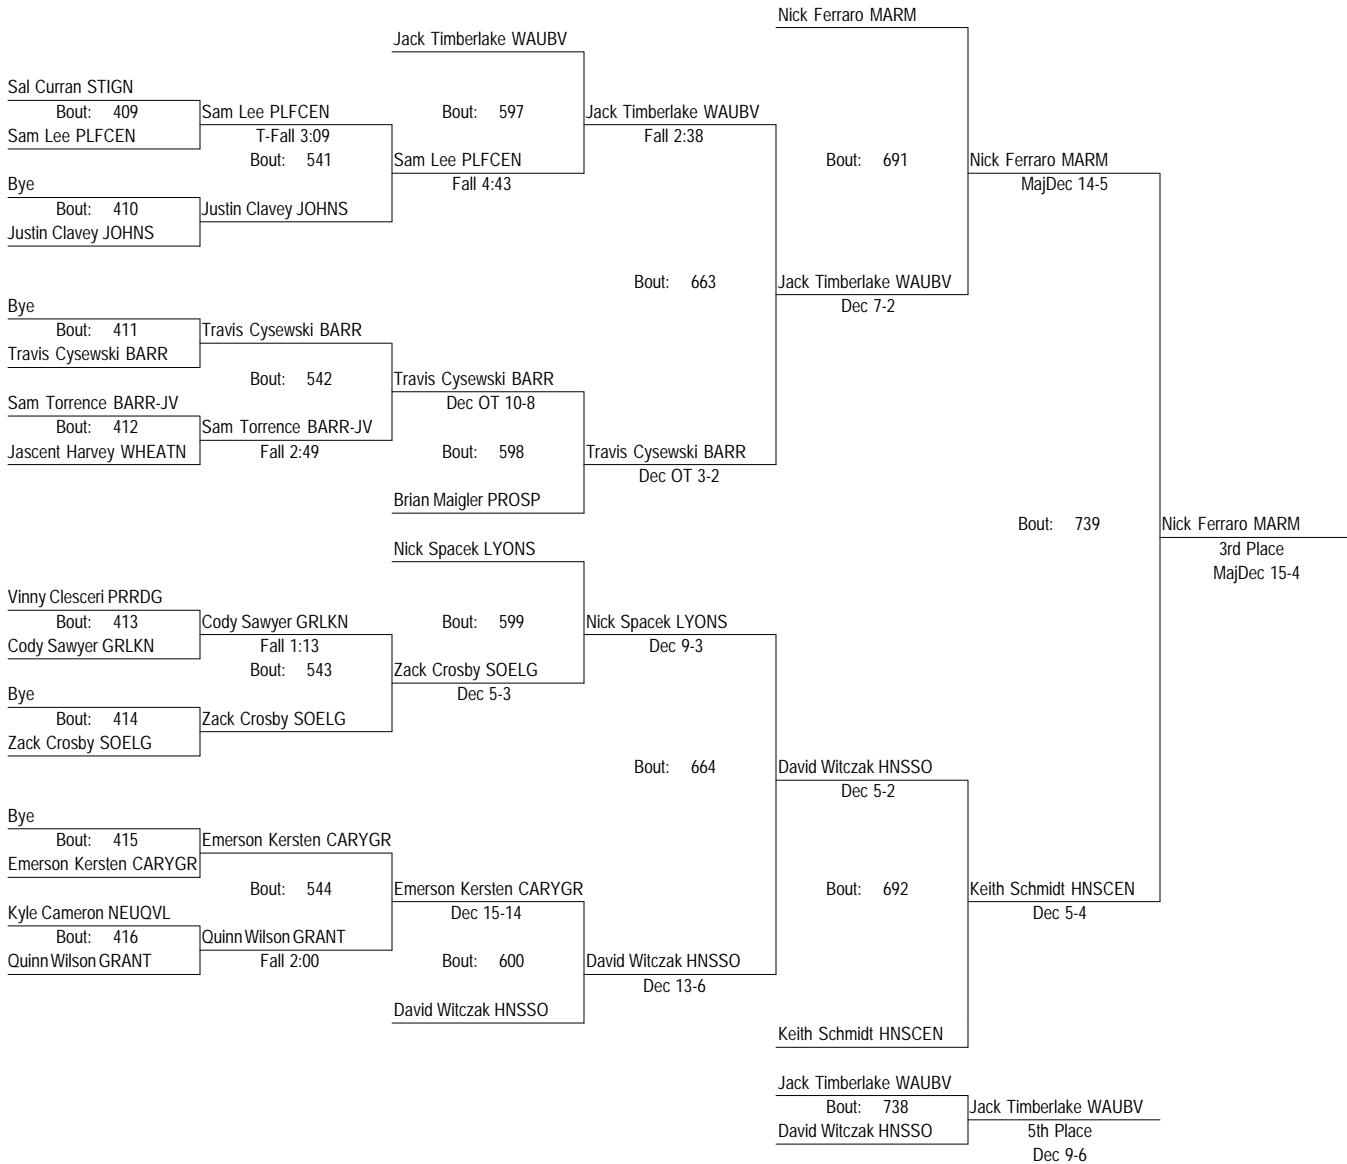 Nick Ferraro MARM
Jack Timberlake WAUBV
Sal Curran STIGN
Bout: 409
Sam Lee PLFCEN
Sam Lee PLFCEN
T-Fall 3:09
Bout: 541
Bout: 597
Jack Timberlake WAUBV
Fall 2:38
Sam Lee PLFCEN
Fall 4:43
Bout: 691
Nick Ferraro MARM
MajDec 14-5
Bye
Bout: 410
Justin Clavey JOHNS
Justin Clavey JOHNS
Bout: 663
Jack Timberlake WAUBV
Dec 7-2
Bye
Bout: 411
Travis Cysewski BARR
Travis Cysewski BARR
Bout: 542
Travis Cysewski BARR
Dec OT 10-8
Sam Torrence BARR-JV
Bout: 412
Jascent Harvey WHEATN
Sam Torrence BARR-JV
Fall 2:49
Bout: 598
Travis Cysewski BARR
Dec OT 3-2
Brian Maigler PROSP
Bout: 739
Nick Ferraro MARM
3rd Place
MajDec 15-4
Nick Spacek LYONS
Vinny Clesceri PRRDG
Bout: 413
Cody Sawyer GRLKN
Cody Sawyer GRLKN
Fall 1:13
Bout: 543
Bout: 599
Nick Spacek LYONS
Dec 9-3
Zack Crosby SOELG
Dec 5-3
Bye
Bout: 414
Zack Crosby SOELG
Zack Crosby SOELG
Bout: 664
David Witczak HNSSO
Dec 5-2
Bye
Bout: 415
Emerson Kersten CARYGR
Emerson Kersten CARYGR
Bout: 544
Emerson Kersten CARYGR
Dec 15-14
Bout: 692
Keith Schmidt HNSCEN
Dec 5-4
Kyle Cameron NEUQVL
Bout: 416
Quinn Wilson GRANT
Quinn Wilson GRANT
Fall 2:00
Bout: 600
David Witczak HNSSO
Dec 13-6
David Witczak HNSSO
Keith Schmidt HNSCEN
Jack Timberlake WAUBV
Bout: 738
David Witczak HNSSO
Jack Timberlake WAUBV
5th Place
Dec 9-6